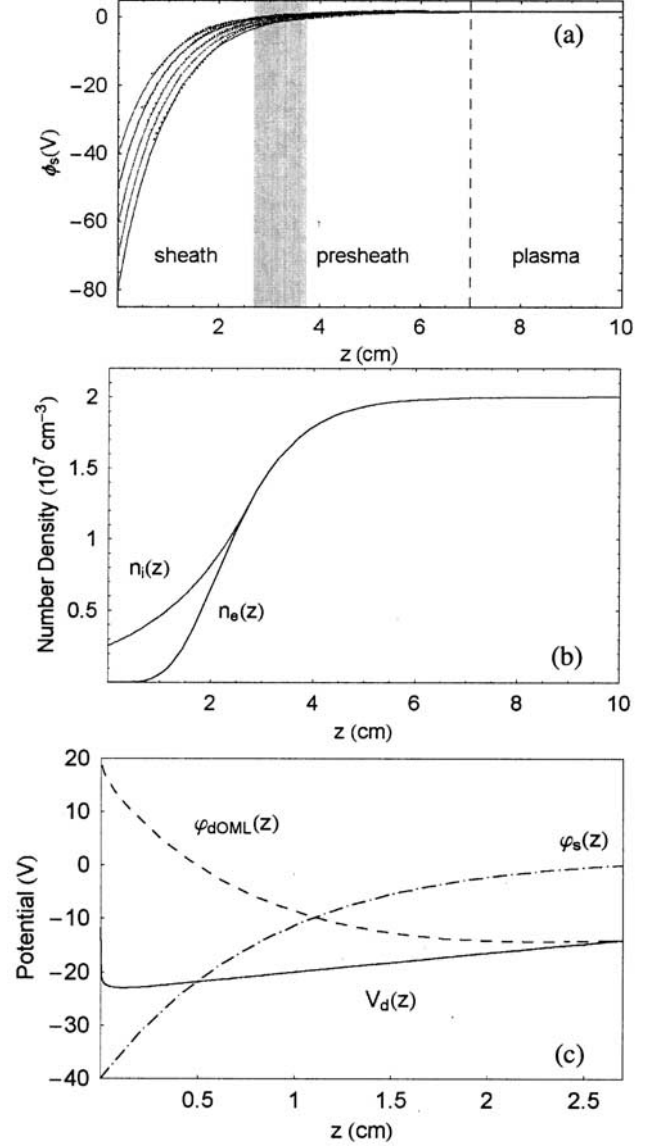 0
(a)
−20
−40
−60
−80
ϕₛ(V)
sheath
presheath
plasma
2
4
6
8
10
z (cm)
2
1.5
1
0.5
Number Density (10⁷ cm⁻³)
nᵢ(z)
nₑ(z)
(b)
2
4
6
8
10
z (cm)
20
10
0
−10
−20
−30
−40
Potential (V)
φdOML(z)
φₛ(z)
V_d(z)
(c)
0.5
1
1.5
2
2.5
z (cm)